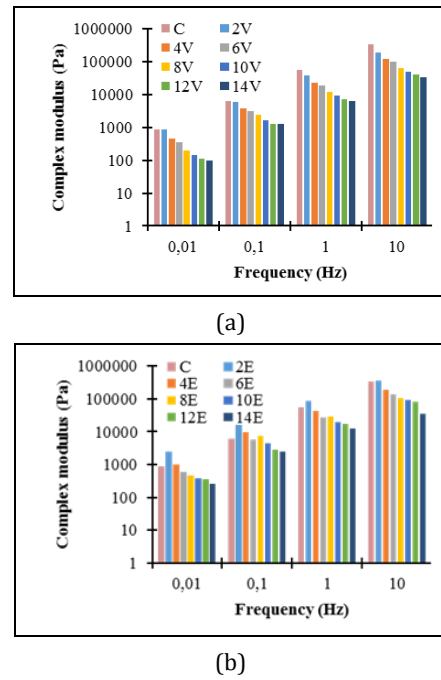 Complex modulus (Pa)
1000000
100000
10000
1000
100
10
1
C 2V
4V 6V
8V 10V
12V 14V
0,01 0,1 1 10
Frequency (Hz)
(a)
Complex modulus (Pa)
1000000
100000
10000
1000
100
10
1
C 2E
4E 6E
8E 10E
12E 14E
0,01 0,1 1 10
Frequency (Hz)
(b)